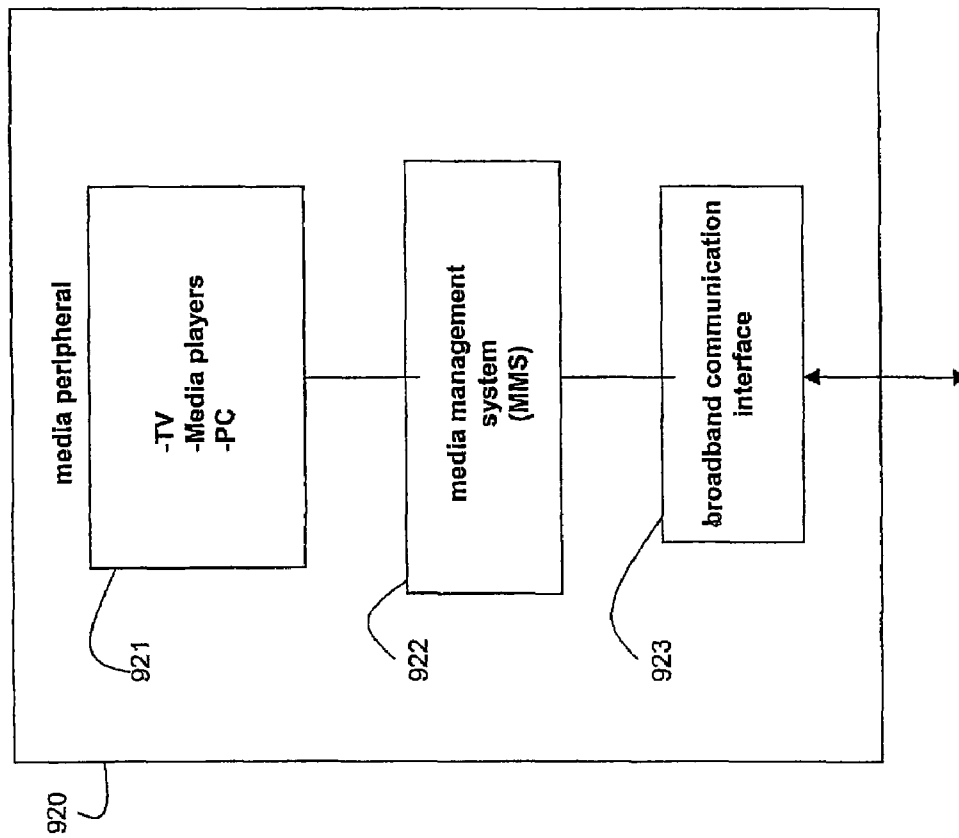 920
media peripheral
921
-TV
-Media players
-PC
922
media management
system
(MMS)
923
broadband communication
interface